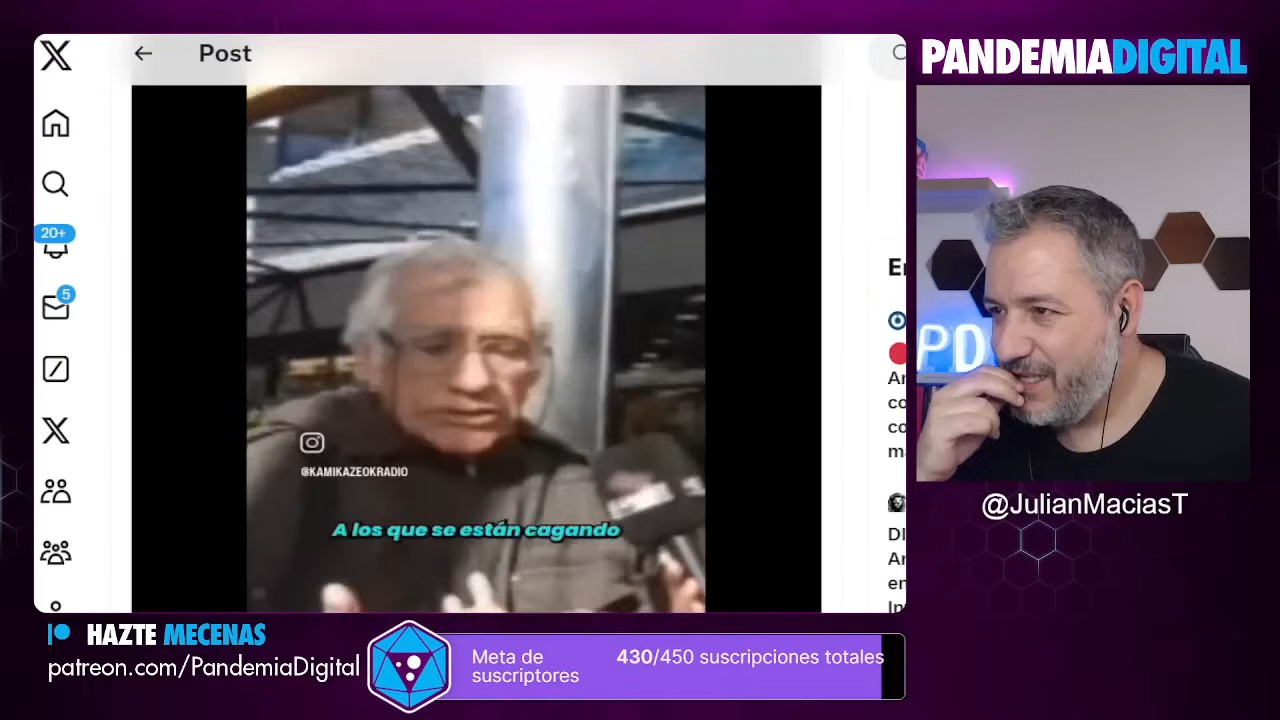 Post
PANDEMIADIGITAL
20+
5
PD
@KAMIKAZEOKRADIO
A los que se están cagando
@JulianMaciasT
HAZTE MECENAS
patreon.com/PandemiaDigital
Meta de
suscriptores
430/450 suscripciones totales